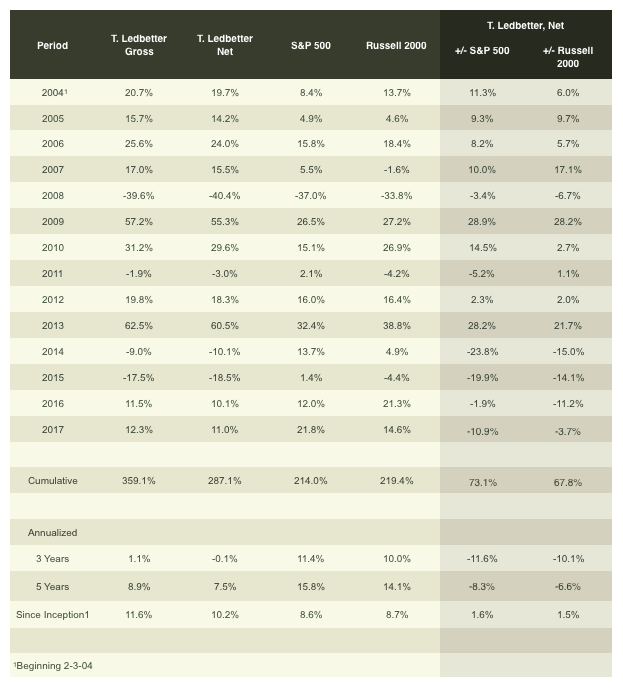 T. Ledbetter, Net
Period T. Ledbetter Gross T. Ledbetter Net S&P 500 Russell 2000 +/- S&P 500 +/- Russell 2000
2004¹ 20.7% 19.7% 8.4% 13.7% 11.3% 6.0%
2005 15.7% 14.2% 4.9% 4.6% 9.3% 9.7%
2006 25.6% 24.0% 15.8% 18.4% 8.2% 5.7%
2007 17.0% 15.5% 5.5% -1.6% 10.0% 17.1%
2008 -39.6% -40.4% -37.0% -33.8% -3.4% -6.7%
2009 57.2% 55.3% 26.5% 27.2% 28.9% 28.2%
2010 31.2% 29.6% 15.1% 26.9% 14.5% 2.7%
2011 -1.9% -3.0% 2.1% -4.2% -5.2% 1.1%
2012 19.8% 18.3% 16.0% 16.4% 2.3% 2.0%
2013 62.5% 60.5% 32.4% 38.8% 28.2% 21.7%
2014 -9.0% -10.1% 13.7% 4.9% -23.8% -15.0%
2015 -17.5% -18.5% 1.4% -4.4% -19.9% -14.1%
2016 11.5% 10.1% 12.0% 21.3% -1.9% -11.2%
2017 12.3% 11.0% 21.8% 14.6% -10.9% -3.7%
Cumulative 359.1% 287.1% 214.0% 219.4% 73.1% 67.8%
Annualized
3 Years 1.1% -0.1% 11.4% 10.0% -11.6% -10.1%
5 Years 8.9% 7.5% 15.8% 14.1% -8.3% -6.6%
Since Inception1 11.6% 10.2% 8.6% 8.7% 1.6% 1.5%
¹Beginning 2-3-04